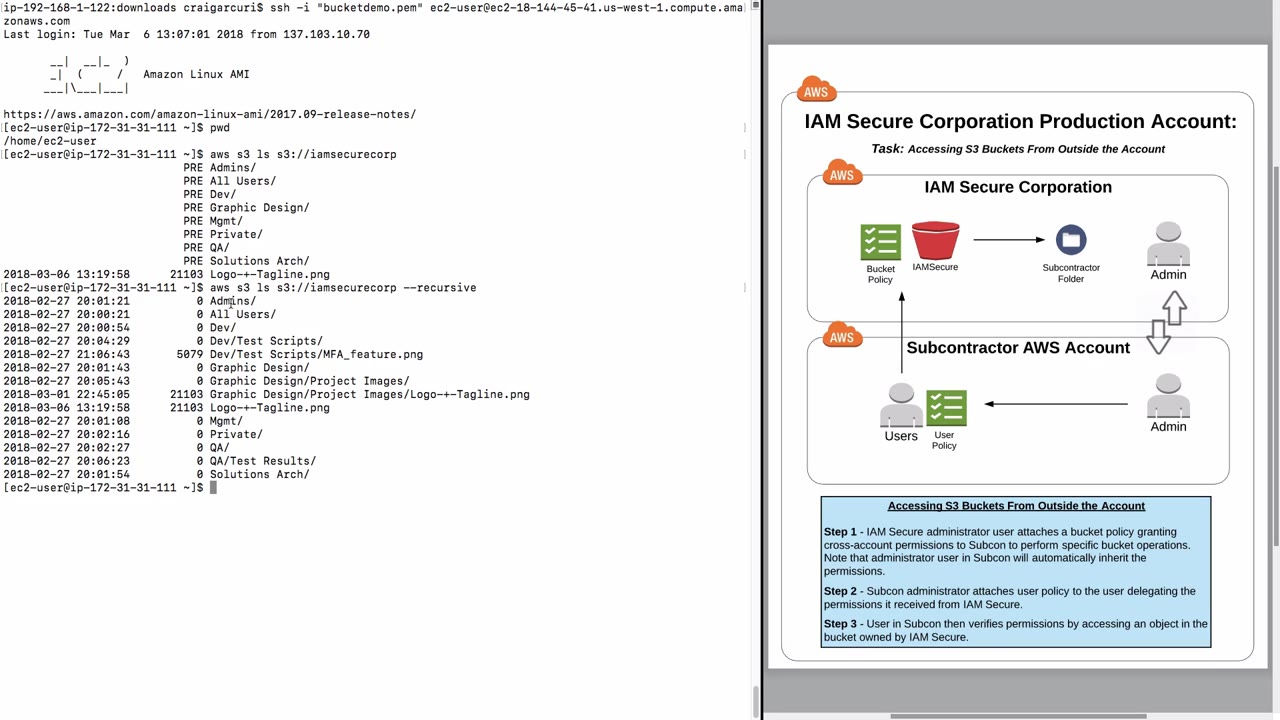 ip-192-168-1-122:downloads craigarcuri$ ssh -i "bucketdemo.pem" ec2-user@ec2-18-144-45-41.us-west-1.compute.ama
zonaws.com
Last login: Tue Mar  6 13:07:01 2018 from 137.103.10.70
       __|  __|_  )
       _|  (     /   Amazon Linux AMI
      ___|\___|___|
https://aws.amazon.com/amazon-linux-ami/2017.09-release-notes/
[ec2-user@ip-172-31-31-111 ~]$ pwd
/home/ec2-user
[ec2-user@ip-172-31-31-111 ~]$ aws s3 ls s3://iamsecurecorp
                           PRE Admins/
                           PRE All Users/
                           PRE Dev/
                           PRE Graphic Design/
                           PRE Mgmt/
                           PRE Private/
                           PRE QA/
                           PRE Solutions Arch/
2018-03-06 13:19:58      21103 Logo-+-Tagline.png
[ec2-user@ip-172-31-31-111 ~]$ aws s3 ls s3://iamsecurecorp --recursive
2018-02-27 20:01:21          0 Admins/
2018-02-27 20:00:21          0 All Users/
2018-02-27 20:00:54          0 Dev/
2018-02-27 20:04:29          0 Dev/Test Scripts/
2018-02-27 21:06:43       5079 Dev/Test Scripts/MFA_feature.png
2018-02-27 20:01:43          0 Graphic Design/
2018-02-27 20:05:43          0 Graphic Design/Project Images/
2018-03-01 22:45:05      21103 Graphic Design/Project Images/Logo-+-Tagline.png
2018-03-06 13:19:58      21103 Logo-+-Tagline.png
2018-02-27 20:01:08          0 Mgmt/
2018-02-27 20:02:16          0 Private/
2018-02-27 20:02:27          0 QA/
2018-02-27 20:06:23          0 QA/Test Results/
2018-02-27 20:01:54          0 Solutions Arch/
[ec2-user@ip-172-31-31-111 ~]$
AWS
IAM Secure Corporation Production Account:
Task: Accessing S3 Buckets From Outside the Account
AWS
IAM Secure Corporation
Bucket
Policy
IAMSecure
Subcontractor
Folder
Admin
AWS
Subcontractor AWS Account
Users
User
Policy
Admin
Accessing S3 Buckets From Outside the Account
Step 1 - IAM Secure administrator user attaches a bucket policy granting
cross-account permissions to Subcon to perform specific bucket operations.
Note that administrator user in Subcon will automatically inherit the
permissions.
Step 2 - Subcon administrator attaches user policy to the user delegating the
permissions it received from IAM Secure.
Step 3 - User in Subcon then verifies permissions by accessing an object in the
bucket owned by IAM Secure.